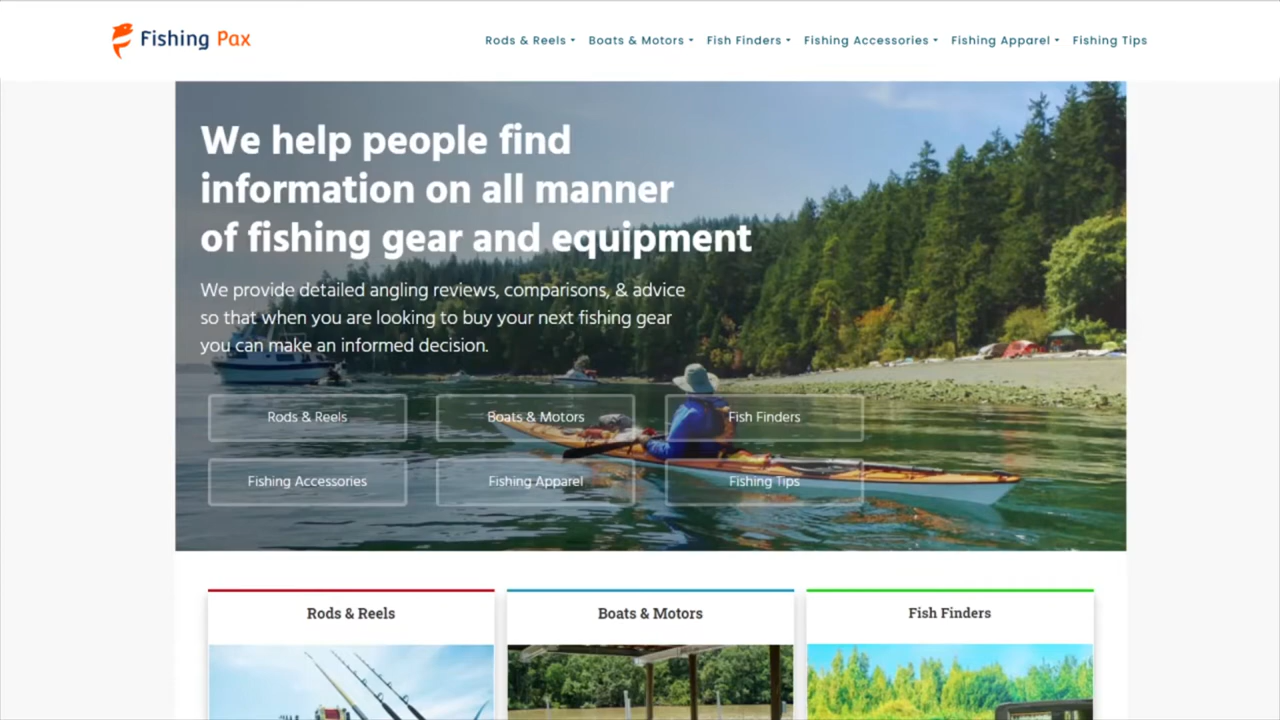 Fishing Pax
Rods & Reels
Boats & Motors
Fish Finders
Fishing Accessories
Fishing Apparel
Fishing Tips
We help people find
information on all manner
of fishing gear and equipment
We provide detailed angling reviews, comparisons, & advice
so that when you are looking to buy your next fishing gear
you can make an informed decision.
Rods & Reels
Boats & Motors
Fish Finders
Fishing Accessories
Fishing Apparel
Fishing Tips
Rods & Reels
Boats & Motors
Fish Finders